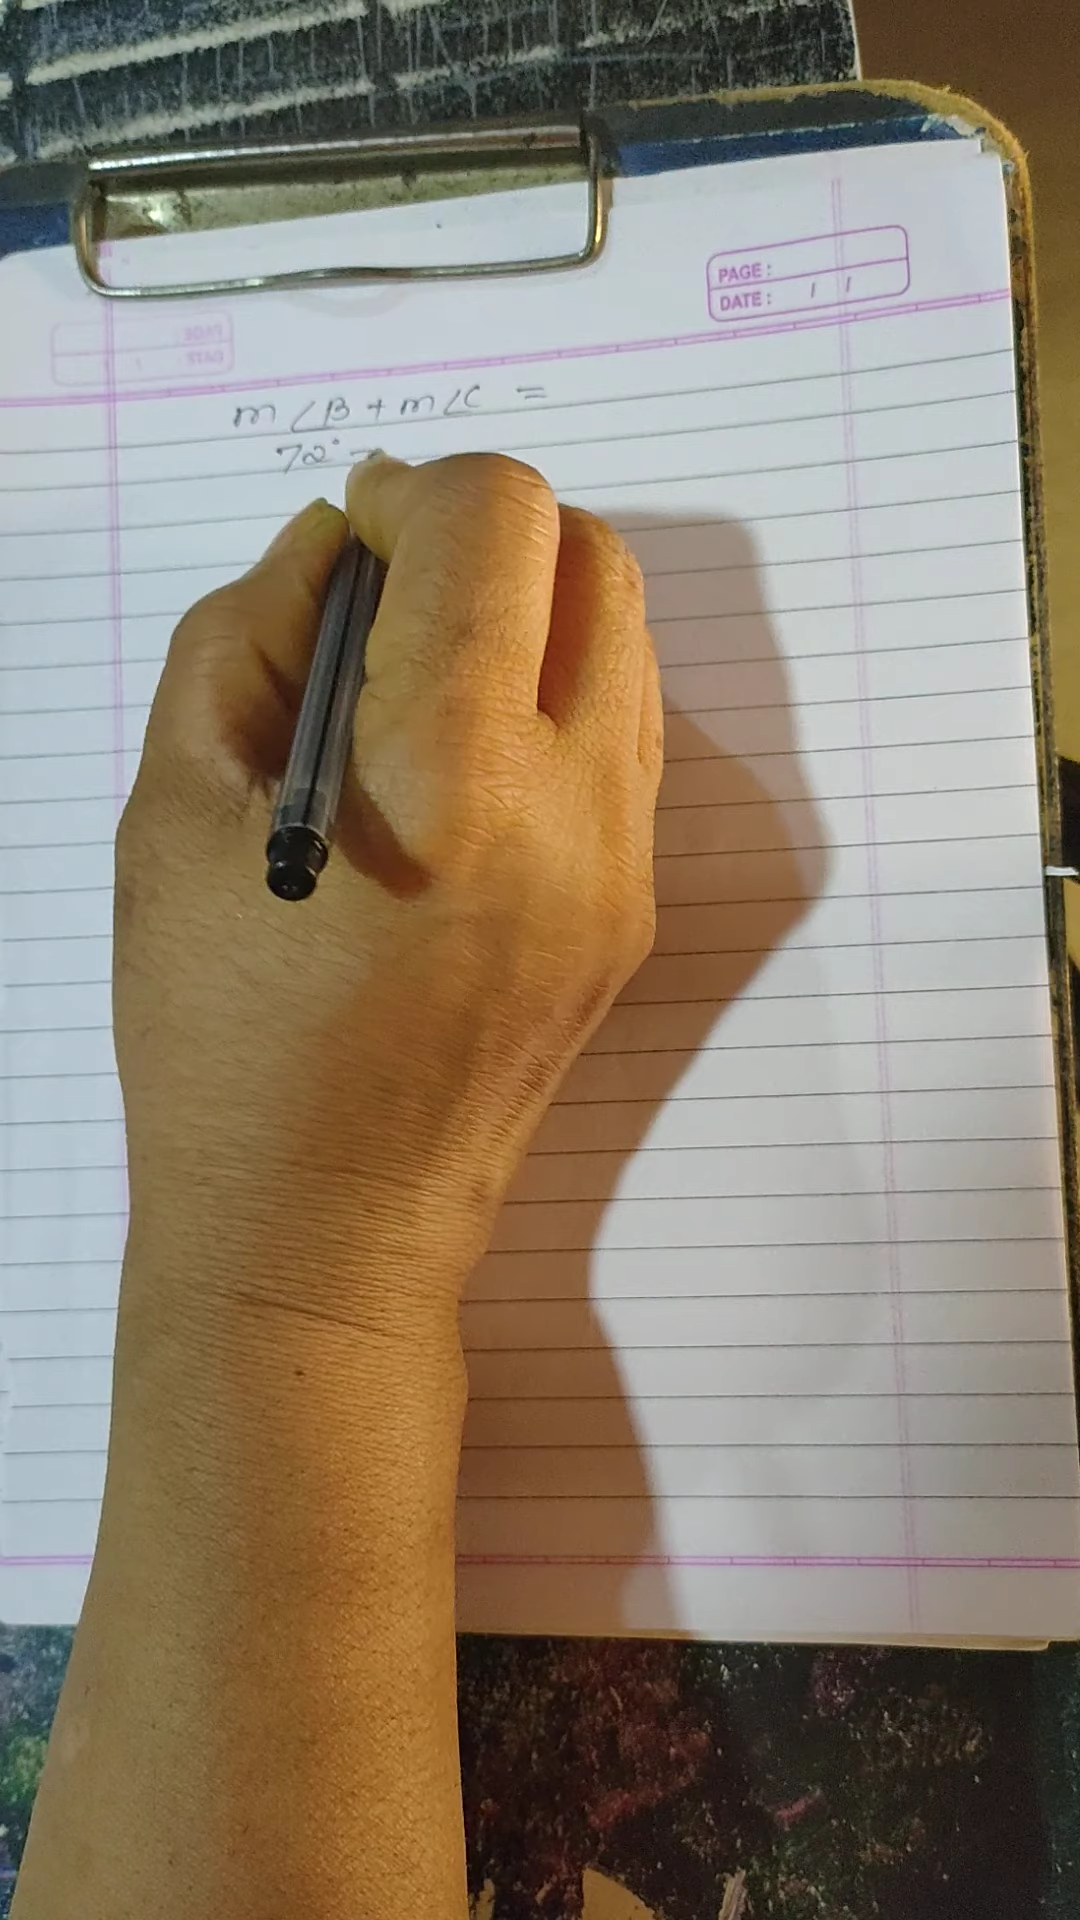 PAGE:
DATE: / /
m∠B + m∠C =
72°